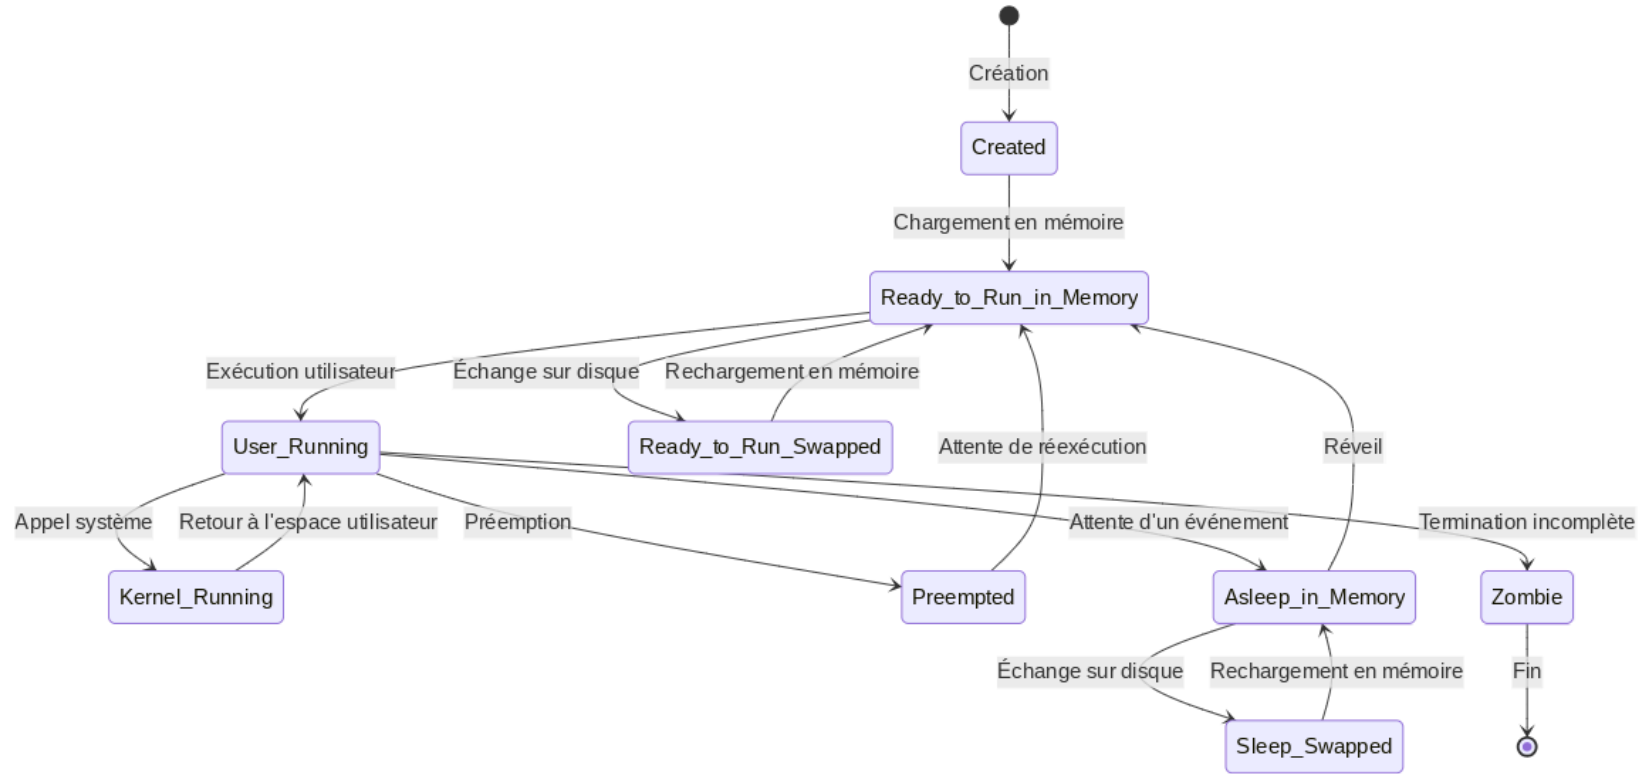 Création
Created
Chargement en mémoire
Ready_to_Run_in_Memory
Exécution utilisateur
Échange sur disque
Rechargement en mémoire
User_Running
Ready_to_Run_Swapped
Attente de réexécution
Réveil
Appel système
Retour à l'espace utilisateur
Préemption
Attente d'un événement
Termination incomplète
Kernel_Running
Preempted
Asleep_in_Memory
Zombie
Échange sur disque
Rechargement en mémoire
Fin
Sleep_Swapped